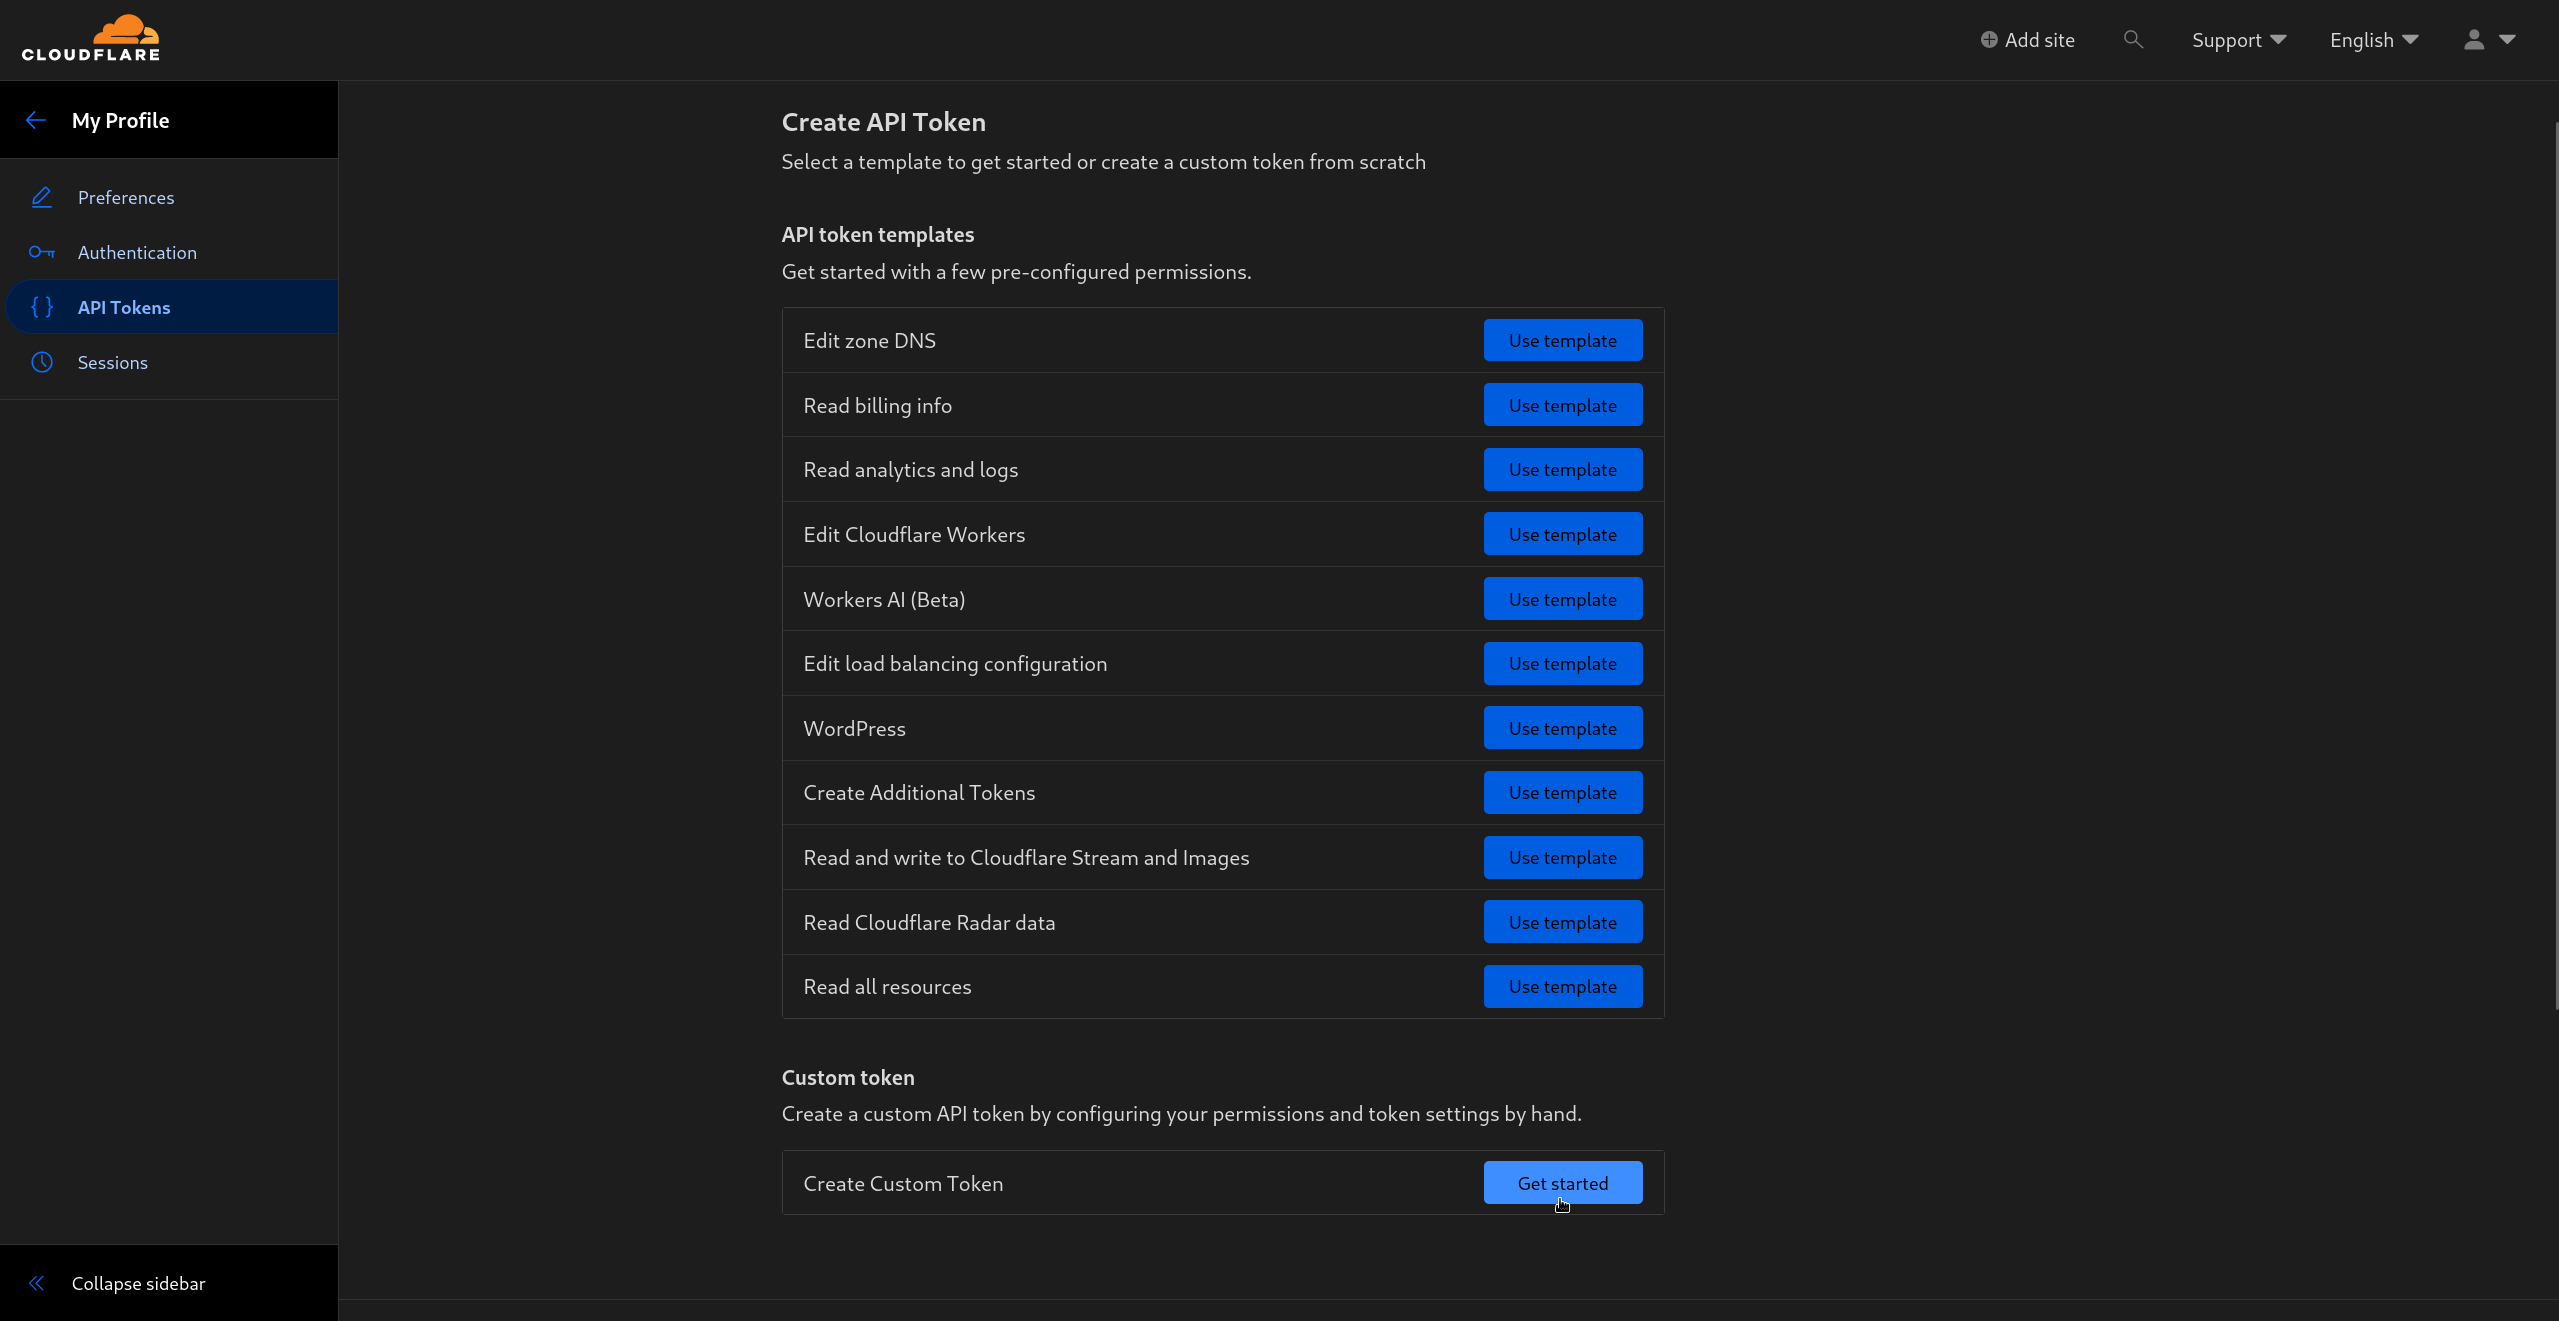 CLOUDFLARE
Add site
Support
English
My Profile
Preferences
Authentication
API Tokens
Sessions
Collapse sidebar
Create API Token
Select a template to get started or create a custom token from scratch
API token templates
Get started with a few pre-configured permissions.
Edit zone DNS Use template
Read billing info Use template
Read analytics and logs Use template
Edit Cloudflare Workers Use template
Workers AI (Beta) Use template
Edit load balancing configuration Use template
WordPress Use template
Create Additional Tokens Use template
Read and write to Cloudflare Stream and Images Use template
Read Cloudflare Radar data Use template
Read all resources Use template
Custom token
Create a custom API token by configuring your permissions and token settings by hand.
Create Custom Token Get started